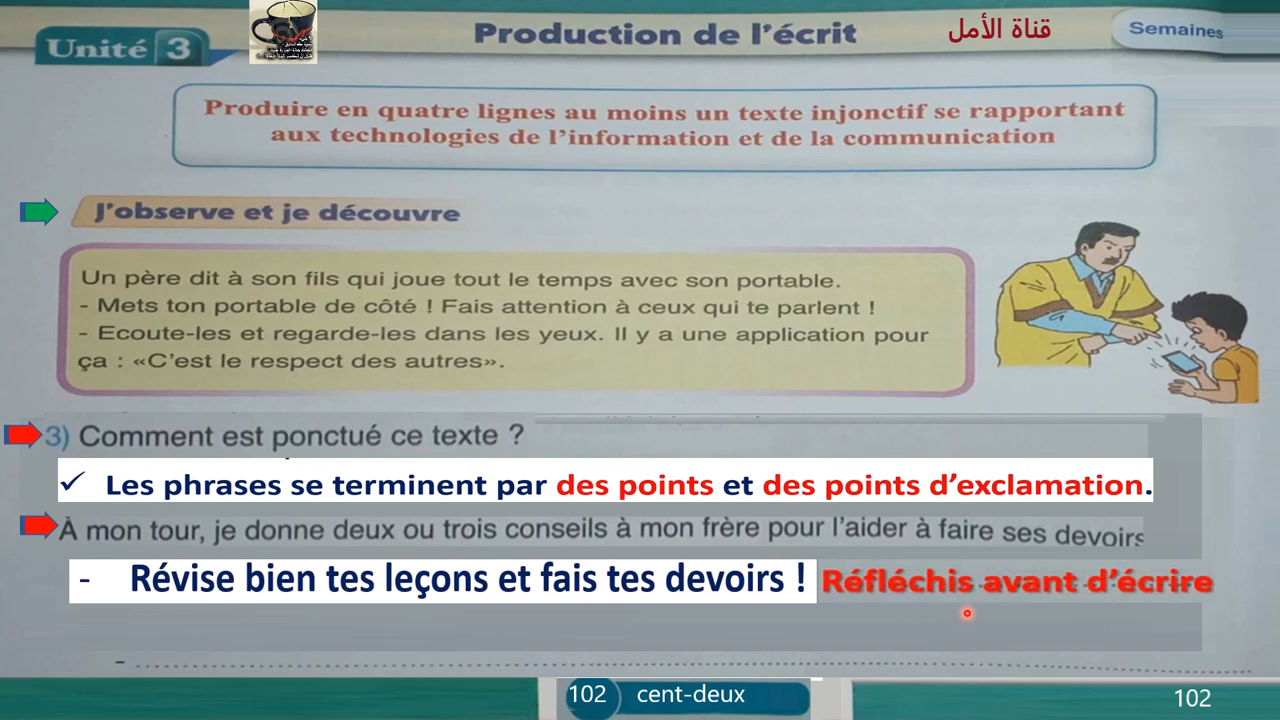 Unité 3
Production de l'écrit
قناة الأمل
Semaines
Produire en quatre lignes au moins un texte injonctif se rapportant
aux technologies de l'information et de la communication
J'observe et je découvre
Un père dit à son fils qui joue tout le temps avec son portable.
- Mets ton portable de côté ! Fais attention à ceux qui te parlent !
- Ecoute-les et regarde-les dans les yeux. Il y a une application pour
ça : «C'est le respect des autres».
3) Comment est ponctué ce texte ?
✓ Les phrases se terminent par des points et des points d'exclamation.
À mon tour, je donne deux ou trois conseils à mon frère pour l'aider à faire ses devoirs
- Révise bien tes leçons et fais tes devoirs ! Réfléchis avant d'écrire
102 cent-deux
102